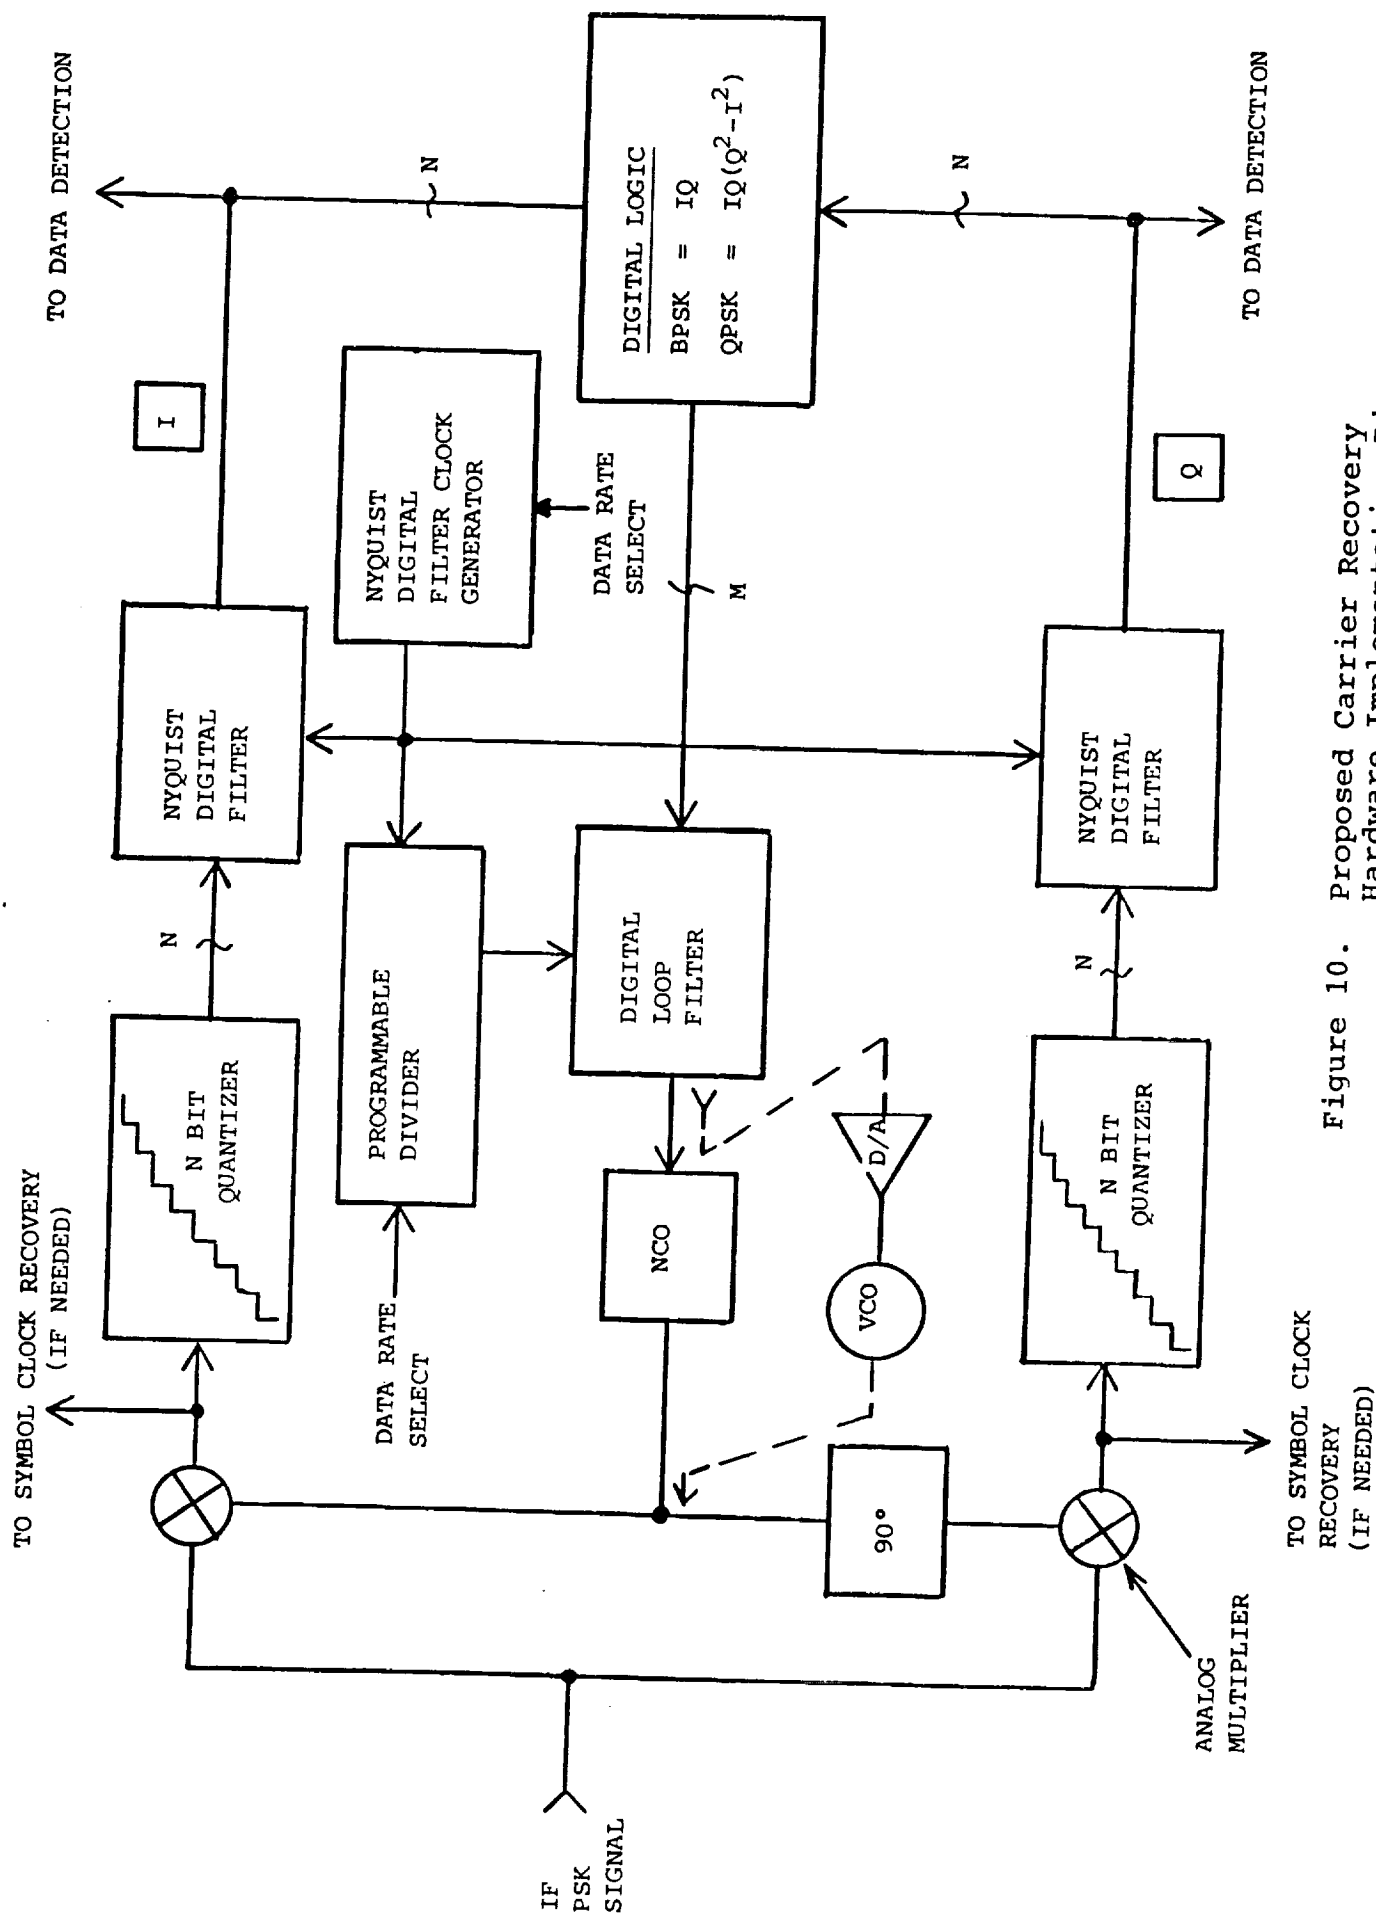 TO SYMBOL CLOCK RECOVERY
(IF NEEDED)
TO DATA DETECTION
I
N BIT
QUANTIZER
N
NYQUIST
DIGITAL
FILTER
NYQUIST
DIGITAL
FILTER CLOCK
GENERATOR
DATA RATE
SELECT
N
DATA RATE
SELECT
PROGRAMMABLE
DIVIDER
IF
PSK
SIGNAL
NCO
DIGITAL
LOOP
FILTER
M
DIGITAL LOGIC
BPSK = IQ
QPSK = IQ(Q²-I²)
90°
VCO
D/A
N
ANALOG
MULTIPLIER
N BIT
QUANTIZER
N
NYQUIST
DIGITAL
FILTER
Q
TO SYMBOL CLOCK
RECOVERY
(IF NEEDED)
TO DATA DETECTION
Figure 10. Proposed Carrier Recovery
Hardware